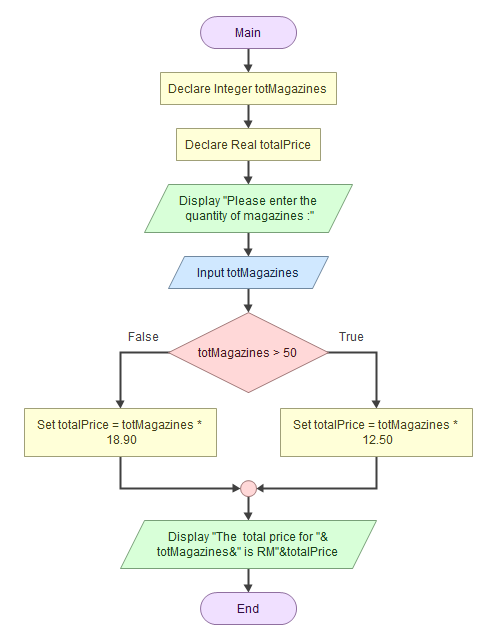 Main
Declare Integer totMagazines
Declare Real totalPrice
Display "Please enter the
quantity of magazines :"
Input totMagazines
False
True
totMagazines > 50
Set totalPrice = totMagazines *
18.90
Set totalPrice = totMagazines *
12.50
Display "The  total price for "&
totMagazines&" is RM"&totalPrice
End